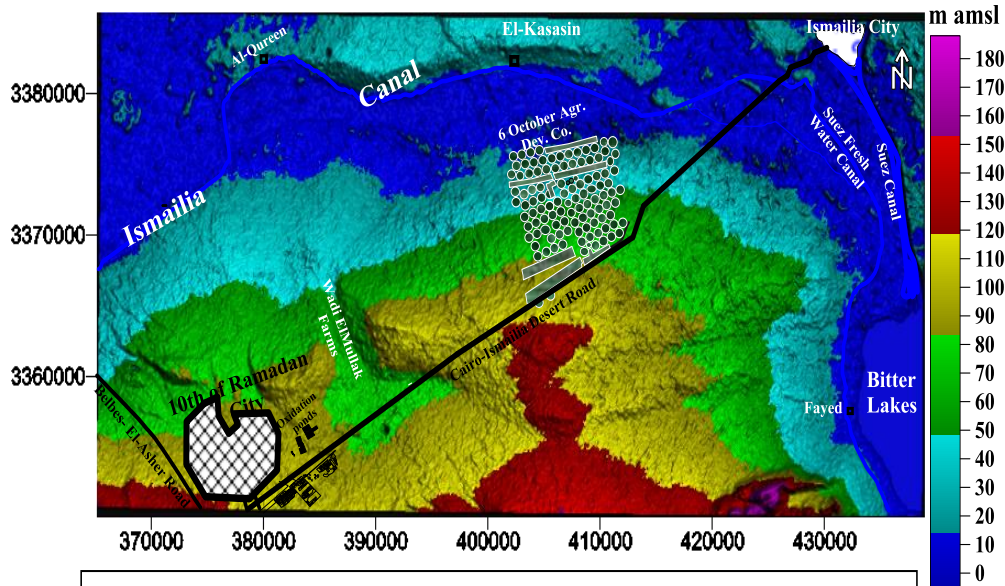 m amsl
Ismailia City
El-Kasasin
Al-Qureen
N
Canal
6 October Agr.
Dev. Co.
Suez Fresh
Water Canal
Suez Canal
Ismailia
Wadi ElMullak
Farms
Cairo-Ismailia Desert Road
10th of Ramadan
City
Oxidation
ponds
Belbes- El-Asher Road
Bitter
Lakes
Fayed
3380000
3370000
3360000
370000
380000
390000
400000
410000
420000
430000
180
170
160
150
140
130
120
110
100
90
80
70
60
50
40
30
20
10
0